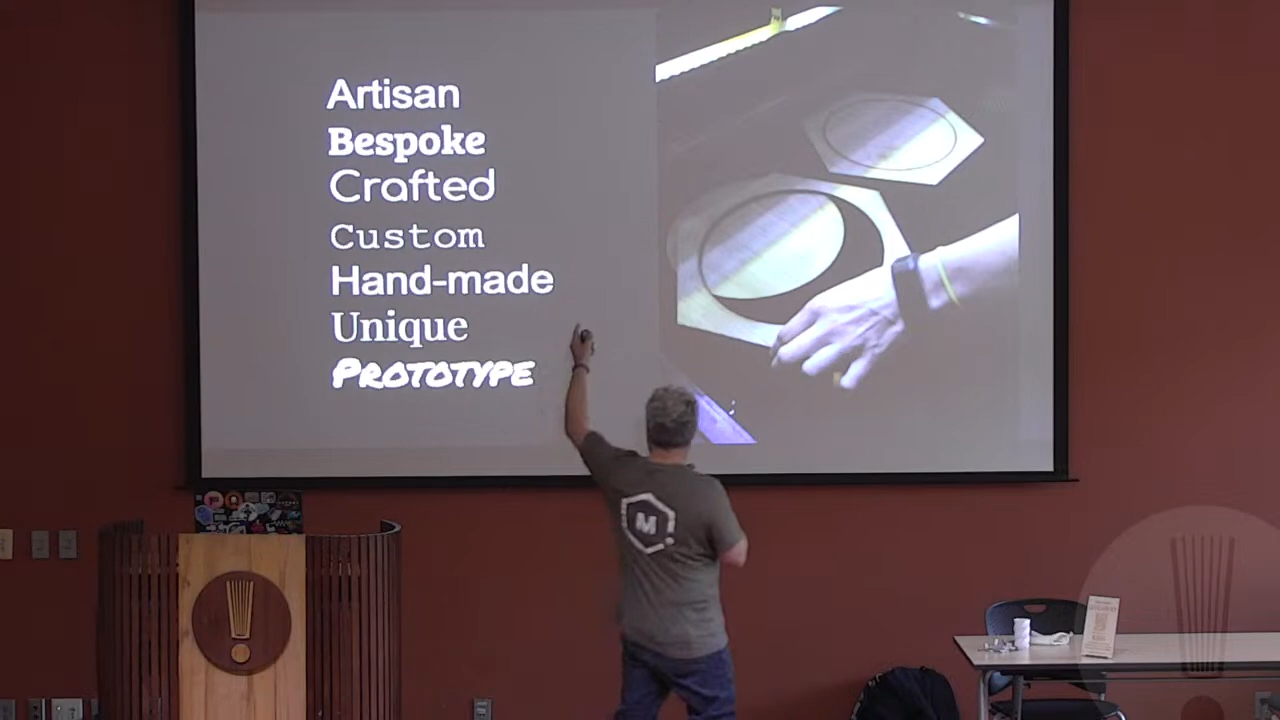 Artisan
Bespoke
Crafted
Custom
Hand-made
Unique
PROTOTYPE
M